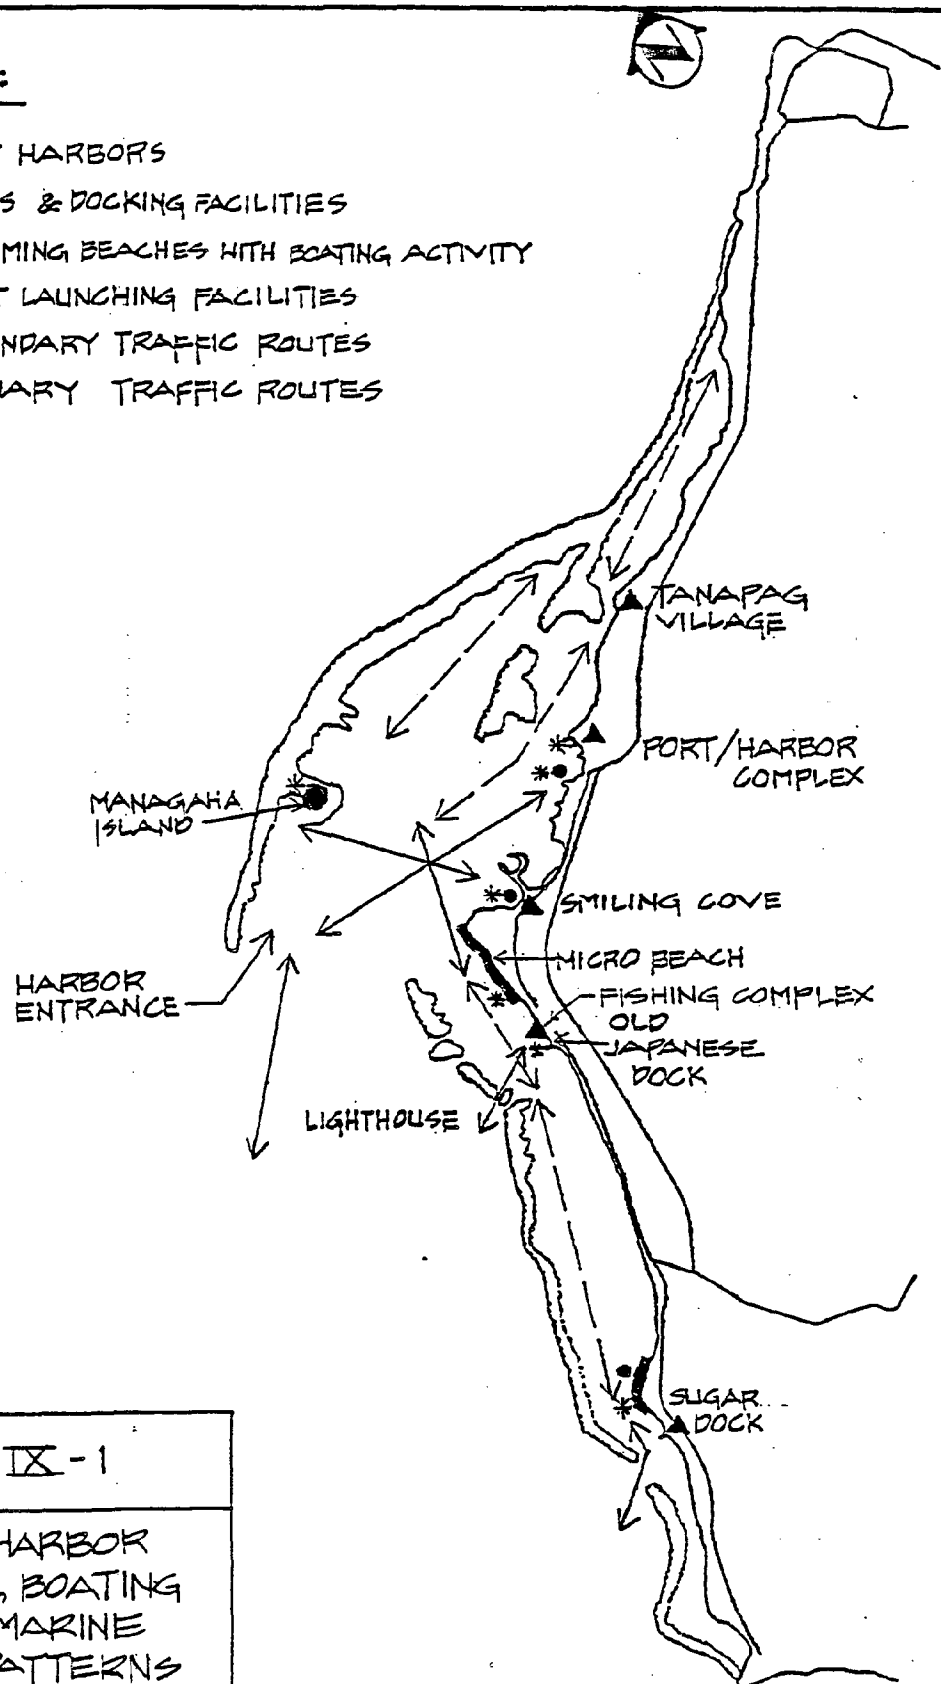 :
HARBORS
S & DOCKING FACILITIES
MING BEACHES WITH BOATING ACTIVITY
T LAUNCHING FACILITIES
NDARY TRAFFIC ROUTES
ARY TRAFFIC ROUTES
TANAPAG
VILLAGE
PORT/HARBOR
COMPLEX
MANAGAHA
ISLAND
SMILING COVE
MICRO BEACH
HARBOR
ENTRANCE
FISHING COMPLEX
OLD
JAPANESE
DOCK
LIGHTHOUSE
SUGAR
DOCK
IX-1
HARBOR
, BOATING
MARINE
ATTERNS